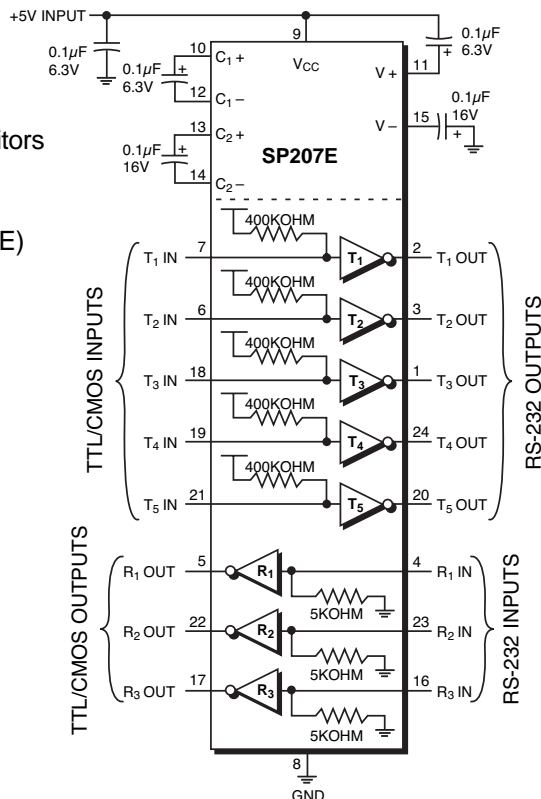 +5V INPUT
0.1µF
6.3V
0.1µF
6.3V
10
C1+
12
C1–
13
C2+
0.1µF
16V
14
C2–
9
VCC
V+
11
0.1µF
6.3V
V–
15
0.1µF
16V
SP207E
itors
E)
TTL/CMOS INPUTS
T1 IN 7 400KOHM T1 2 T1 OUT
T2 IN 6 400KOHM T2 3 T2 OUT
T3 IN 18 400KOHM T3 1 T3 OUT
T4 IN 19 400KOHM T4 24 T4 OUT
T5 IN 21 400KOHM T5 20 T5 OUT
RS-232 OUTPUTS
TTL/CMOS OUTPUTS
R1 OUT 5 R1 4 R1 IN
5KOHM
R2 OUT 22 R2 23 R2 IN
5KOHM
R3 OUT 17 R3 16 R3 IN
5KOHM
RS-232 INPUTS
8
GND